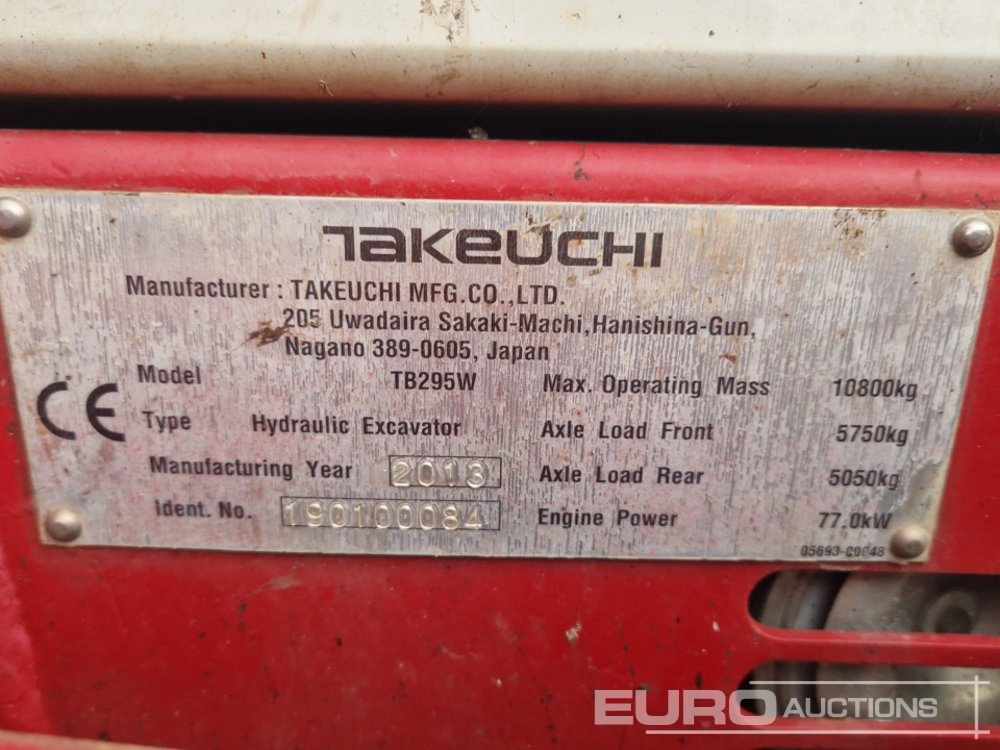 TAKEUCHI
Manufacturer : TAKEUCHI MFG.CO.,LTD.
205 Uwadaira Sakaki-Machi,Hanishina-Gun,
Nagano 389-0605, Japan
CE
Model TB295W Max. Operating Mass 10800kg
Type Hydraulic Excavator Axle Load Front 5750kg
Manufacturing Year 2013 Axle Load Rear 5050kg
Ident. No. 190100084 Engine Power 77.0kW
05693-00048
EURO AUCTIONS